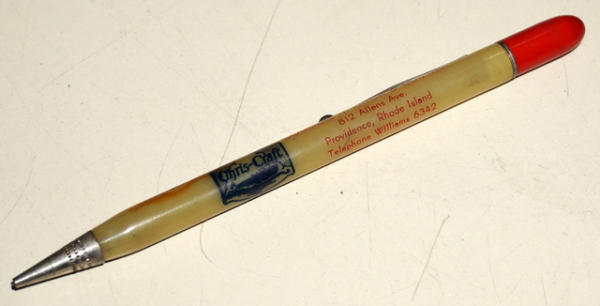 Chris-Craft
812 Allens Ave.
Providence, Rhode Island
Telephone Williams 6342